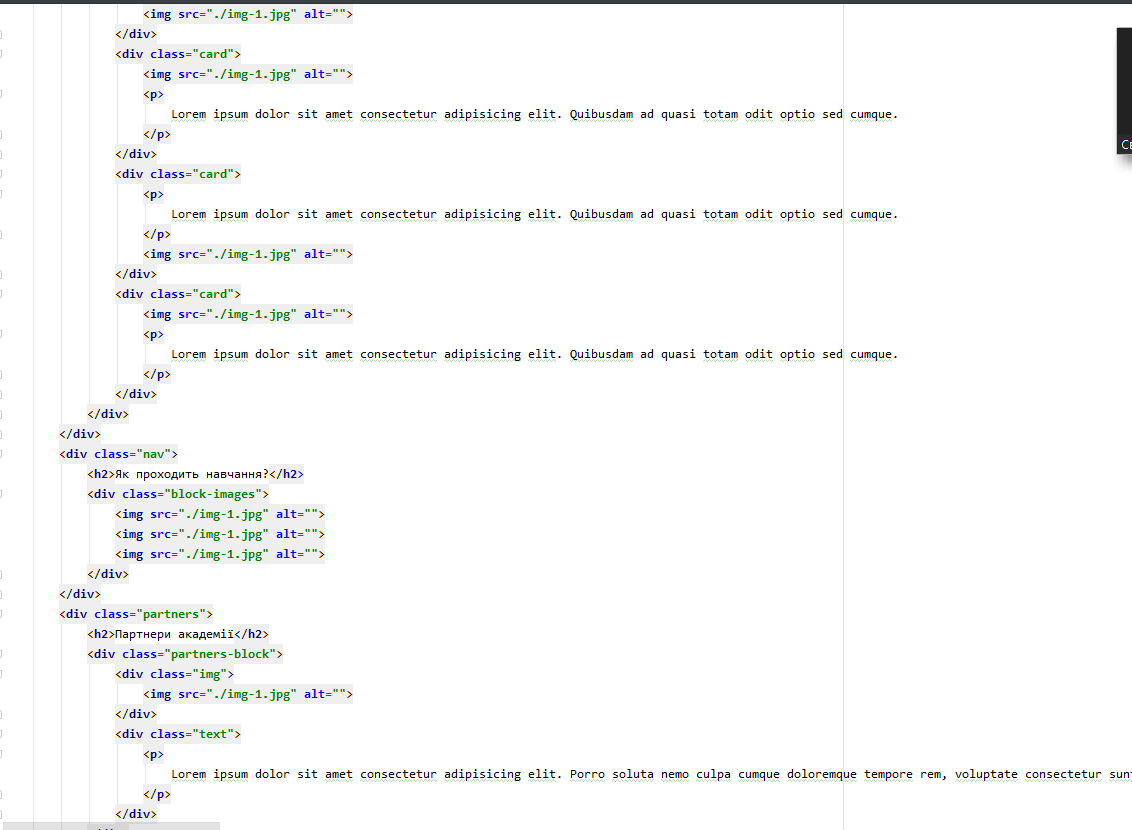 <img src="./img-1.jpg" alt="">
</div>
<div class="card">
<img src="./img-1.jpg" alt="">
<p>
Lorem ipsum dolor sit amet consectetur adipisicing elit. Quibusdam ad quasi totam odit optio sed cumque.
</p>
</div>
<div class="card">
<p>
Lorem ipsum dolor sit amet consectetur adipisicing elit. Quibusdam ad quasi totam odit optio sed cumque.
</p>
<img src="./img-1.jpg" alt="">
</div>
<div class="card">
<img src="./img-1.jpg" alt="">
<p>
Lorem ipsum dolor sit amet consectetur adipisicing elit. Quibusdam ad quasi totam odit optio sed cumque.
</p>
</div>
</div>
</div>
<div class="nav">
<h2>Як проходить навчання?</h2>
<div class="block-images">
<img src="./img-1.jpg" alt="">
<img src="./img-1.jpg" alt="">
<img src="./img-1.jpg" alt="">
</div>
</div>
<div class="partners">
<h2>Партнери академії</h2>
<div class="partners-block">
<div class="img">
<img src="./img-1.jpg" alt="">
</div>
<div class="text">
<p>
Lorem ipsum dolor sit amet consectetur adipisicing elit. Porro soluta nemo culpa cumque doloremque tempore rem, voluptate consectetur
</p>
</div>